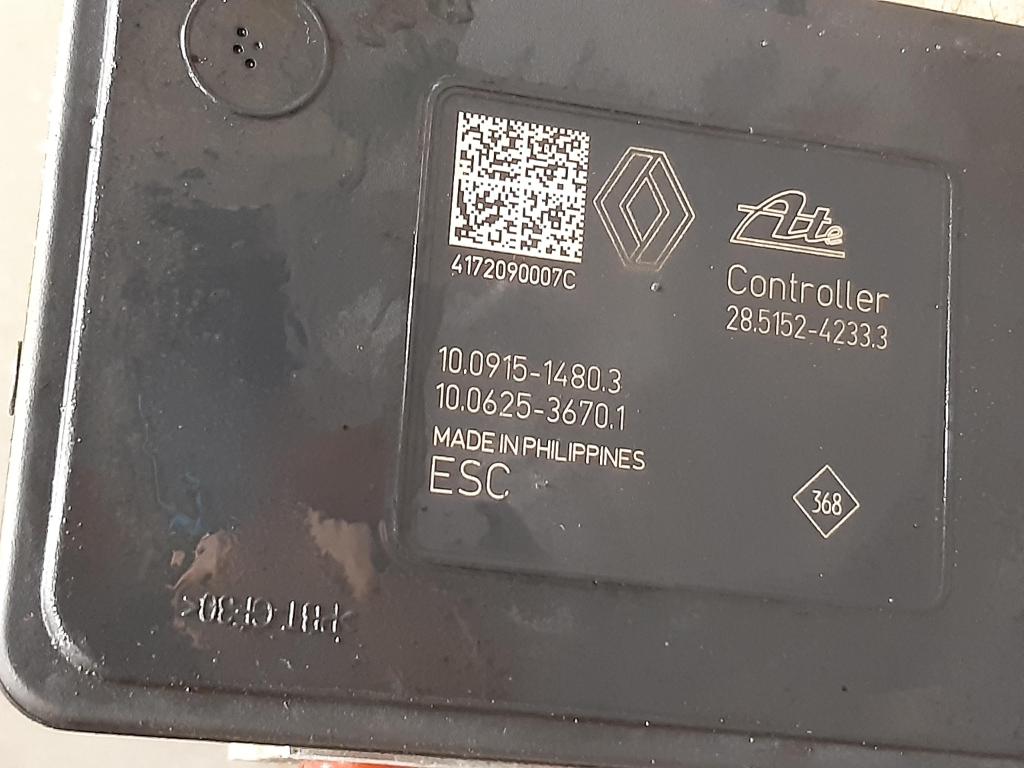 4172090007C
Ate
Controller
28.5152-4233.3
10.0915-1480.3
10.0625-3670.1
MADE IN PHILIPPINES
ESC
368